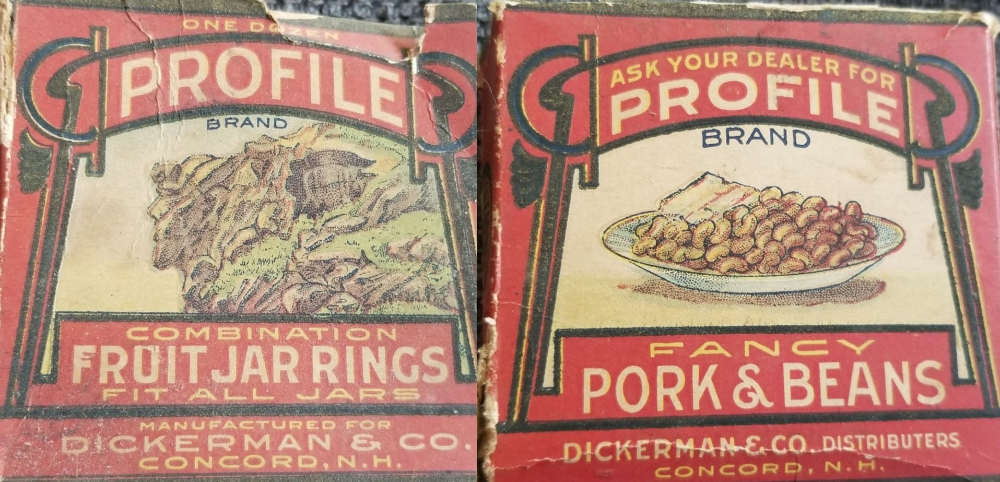 ONE DOZEN
PROFILE
BRAND
COMBINATION
FRUIT JAR RINGS
FIT ALL JARS
MANUFACTURED FOR
DICKERMAN & CO.
CONCORD, N.H.
ASK YOUR DEALER FOR
PROFILE
BRAND
FANCY
PORK & BEANS
DICKERMAN & CO. DISTRIBUTERS
CONCORD, N.H.